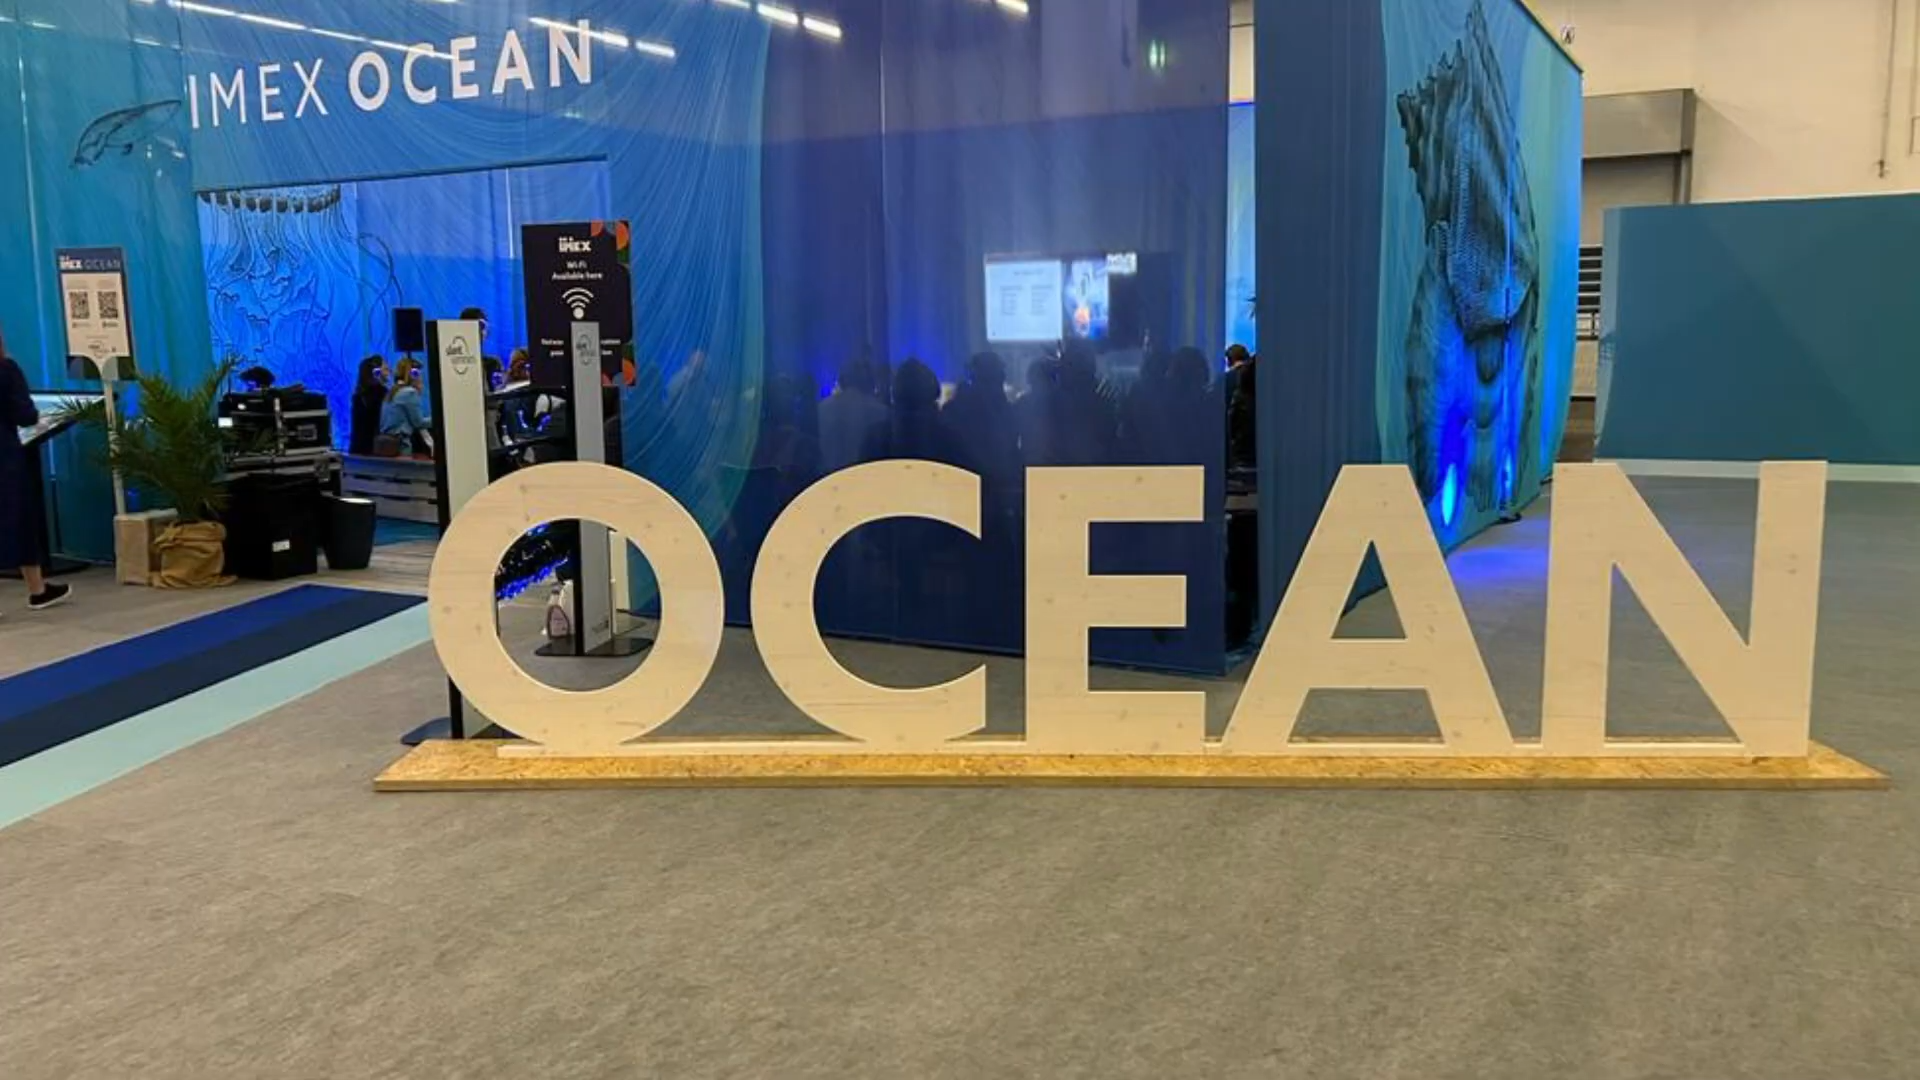 IMEX OCEAN
IMEX OCEAN
IMEX
Wi-Fi
Available here
OCEAN